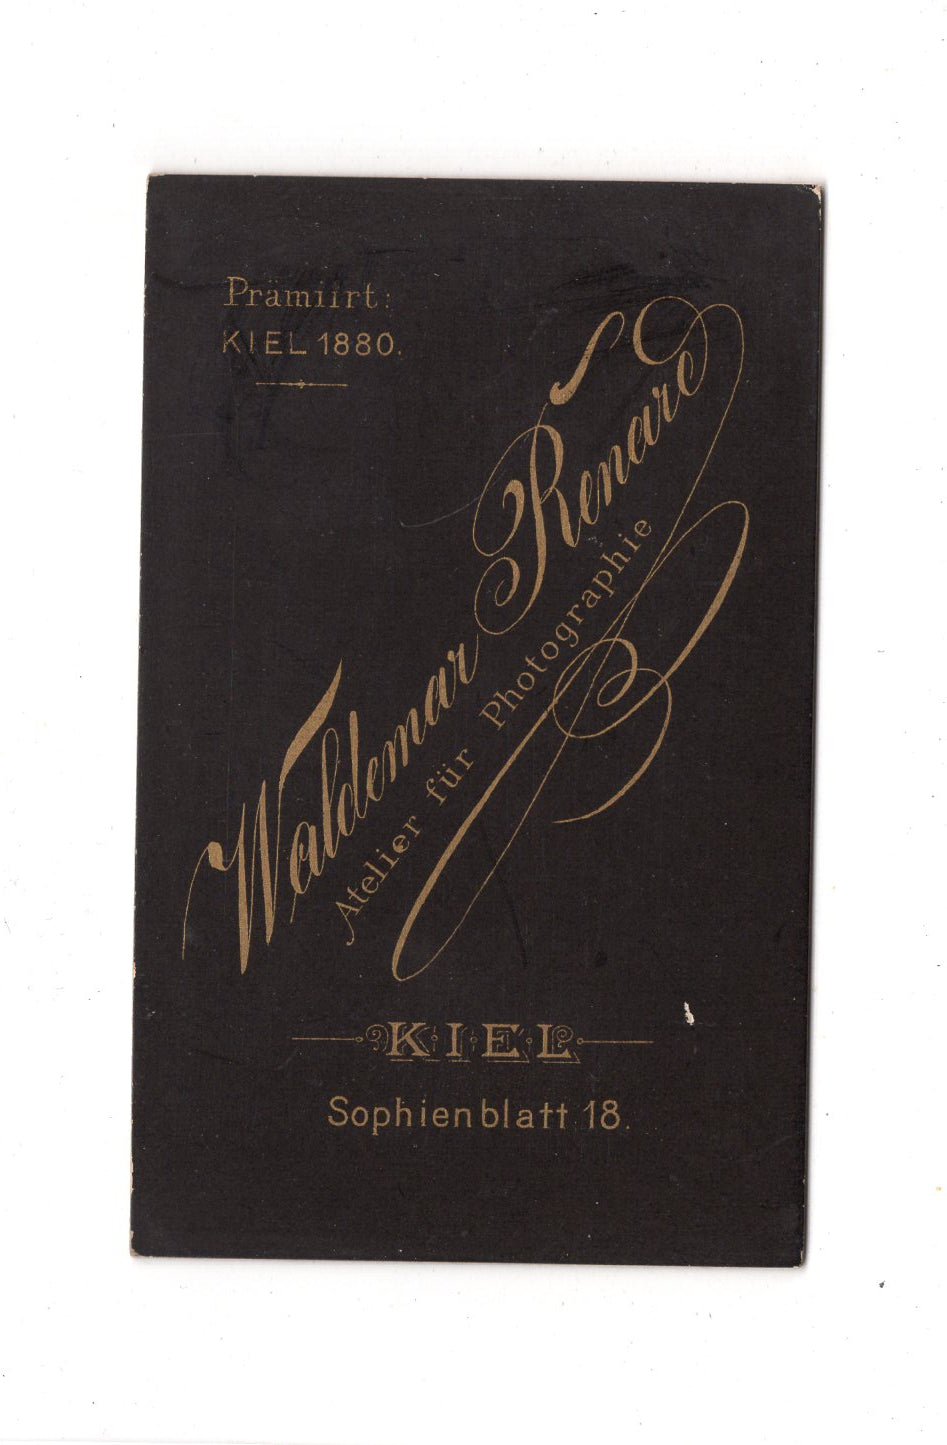 Prämiirt:
KIEL 1880.
Waldemar Renard
Atelier für Photographie
KIEL
Sophienblatt 18.